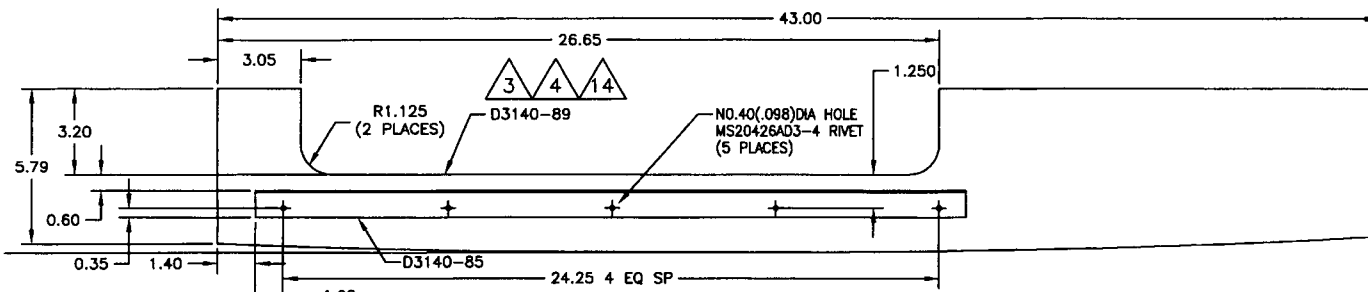 43.00
26.65
3.05
3 4 14
1.250
R1.125
(2 PLACES)
D3140-89
NO.40(.098)DIA HOLE
MS20426AD3-4 RIVET
(5 PLACES)
3.20
5.79
0.60
0.35
1.40
D3140-85
24.25 4 EQ SP